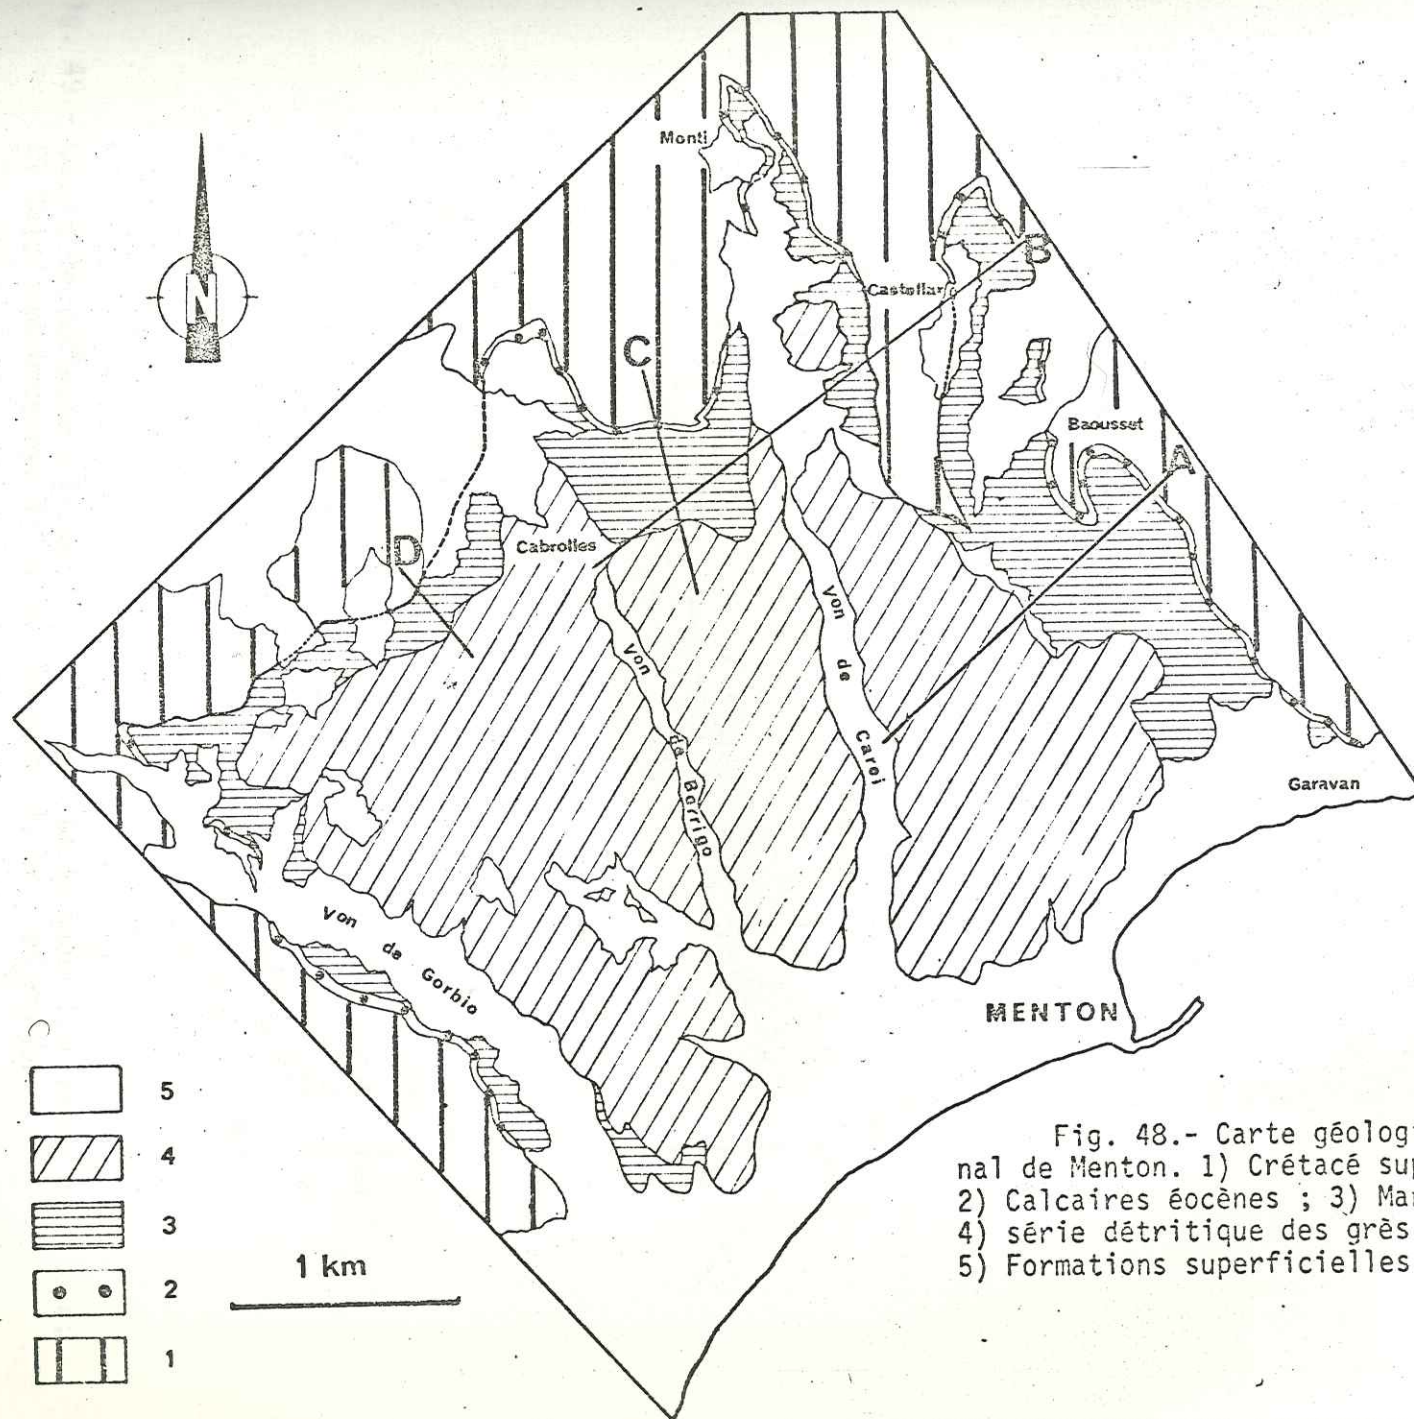 N
Monti
B
Castellar
C
Baousset
A
Cabrolles
D
Von de Carei
Von de Borrigo
Garavan
Von de Gorbio
MENTON
5
4
3
2
1
1 km
Fig. 48.- Carte géolog
nal de Menton. 1) Crétacé su
2) Calcaires éocènes ; 3) Ma
4) série détritique des grès
5) Formations superficielles